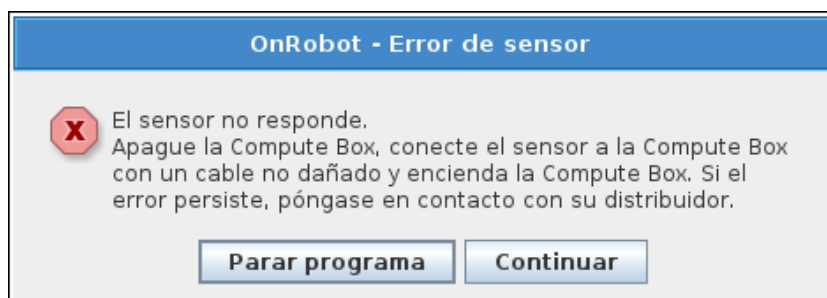 OnRobot - Error de sensor
El sensor no responde.
Apague la Compute Box, conecte el sensor a la Compute Box
con un cable no dañado y encienda la Compute Box. Si el
error persiste, póngase en contacto con su distribuidor.
Parar programa Continuar